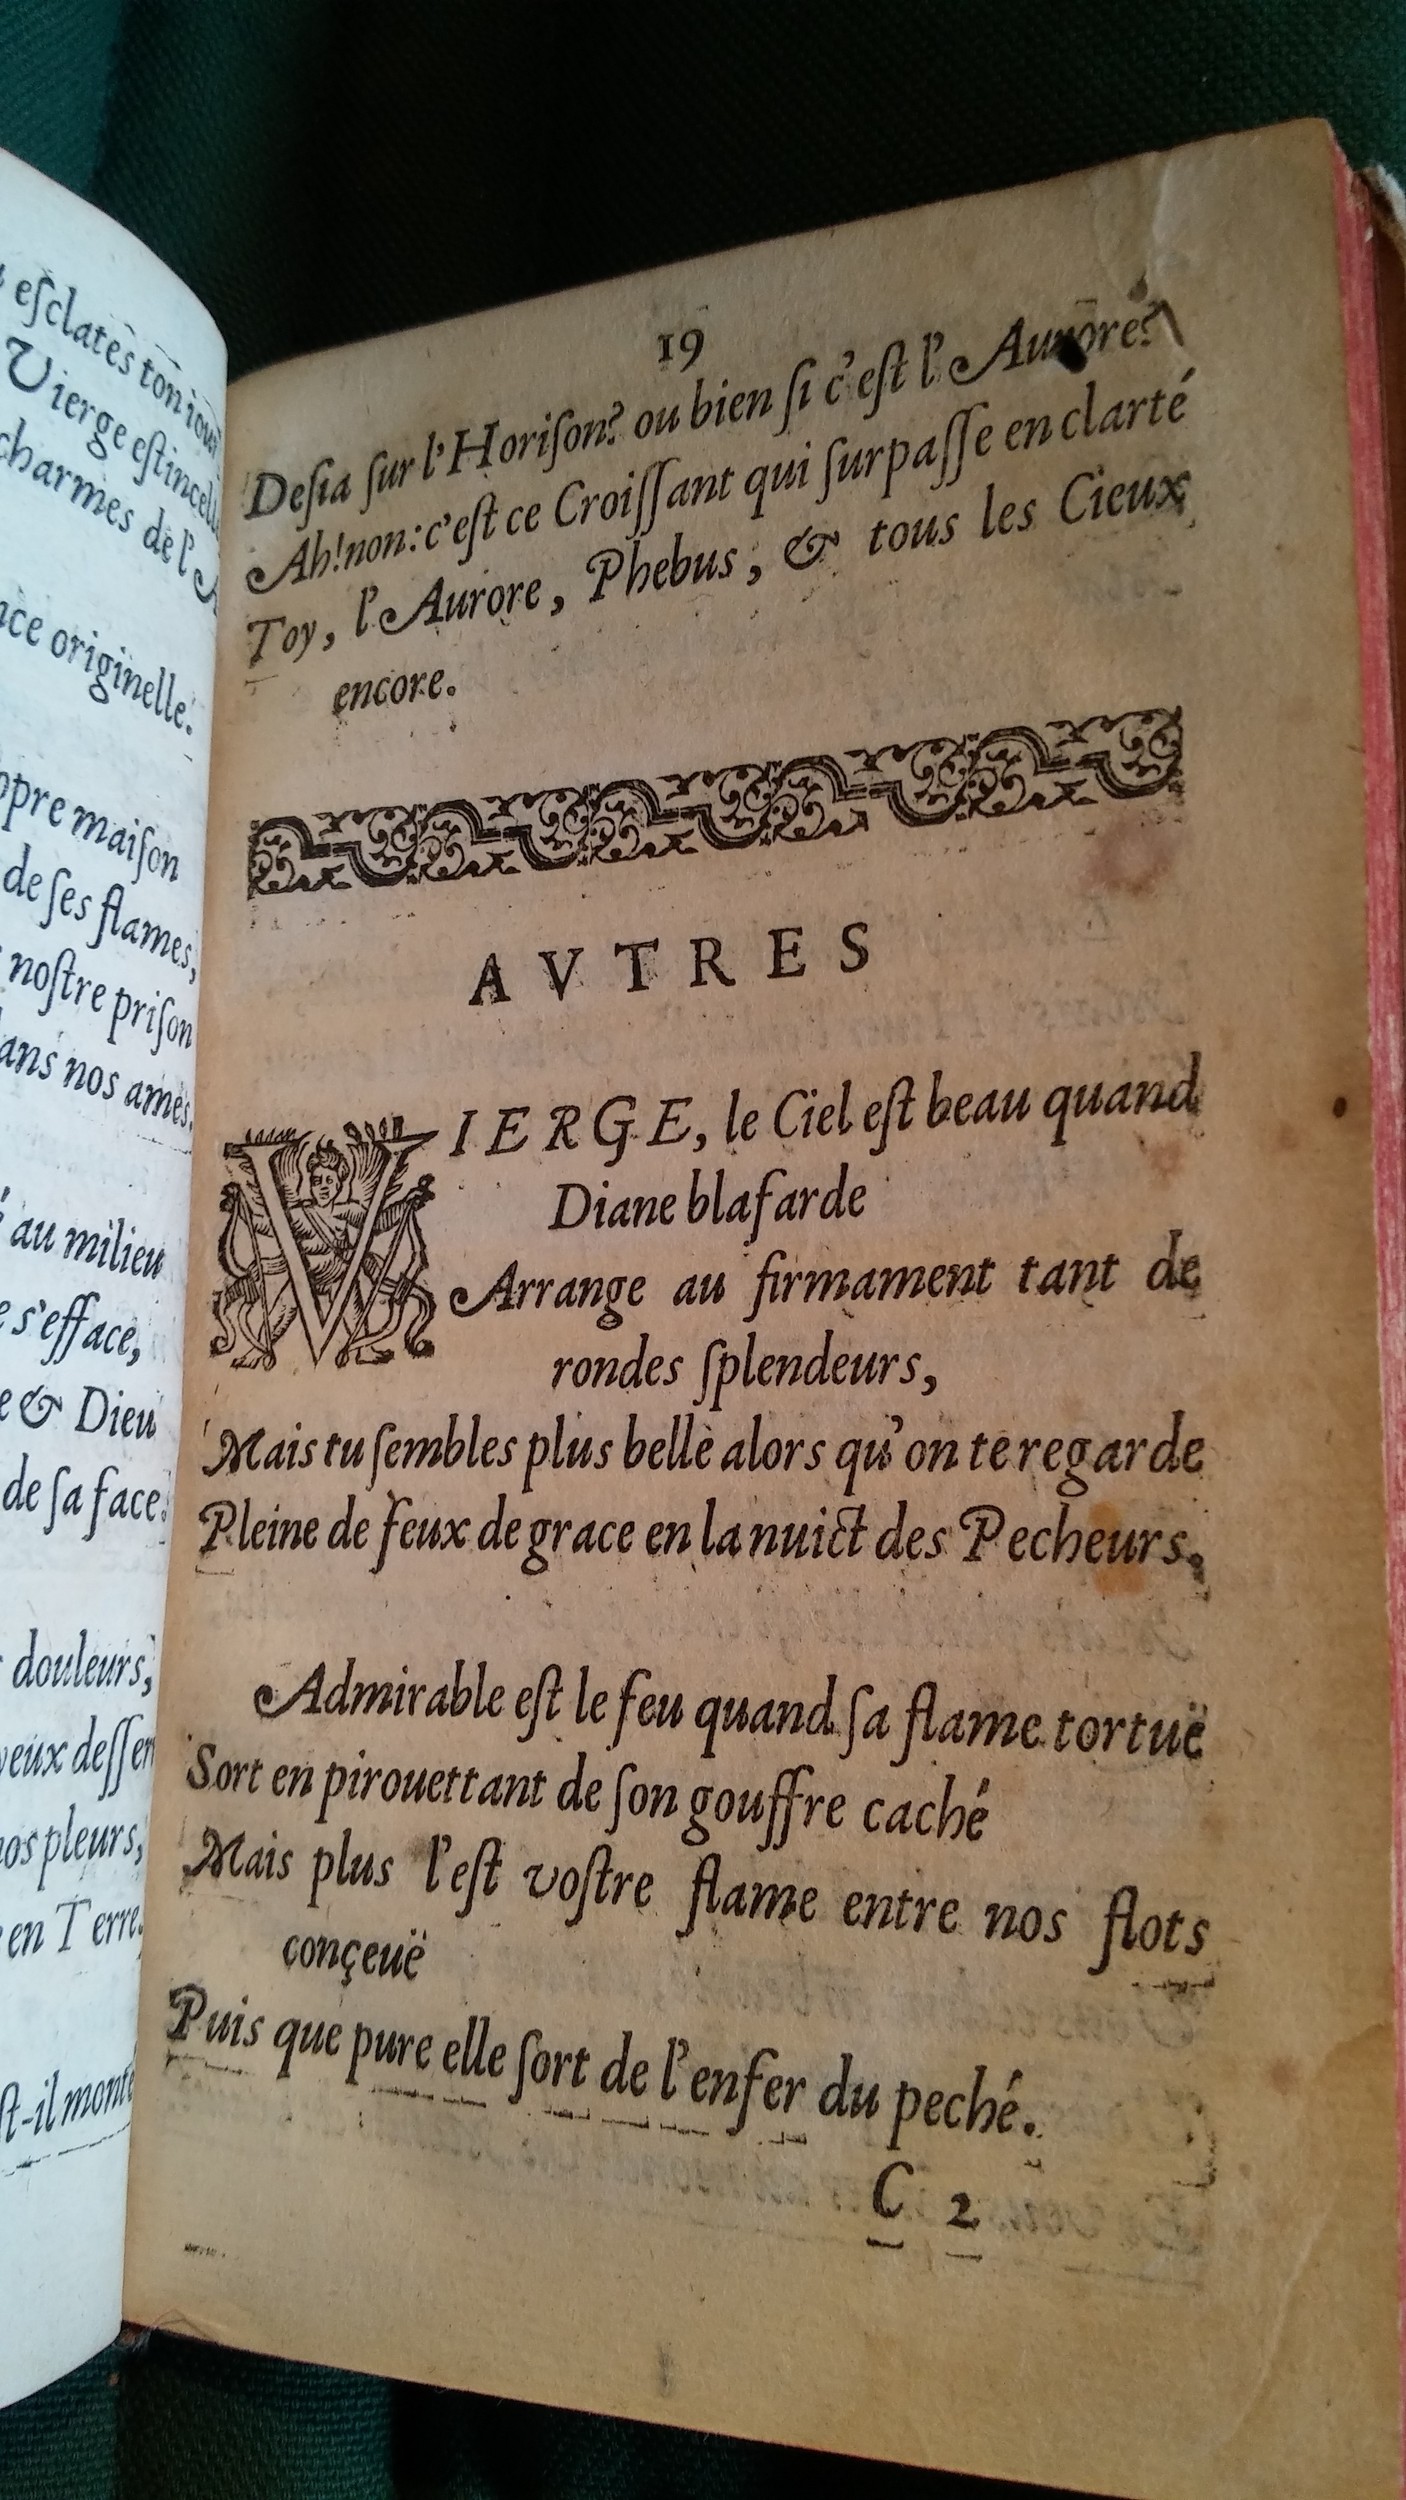 esclates ton
Vierge
charmes de l'
originelle.
maiſon
de ſes flames,
noſtre priſon
nos ames.
au milieu
s'efface,
& Dieu
de ſa face.
douleurs,
pleurs,
en Terre.
19
Deſia ſur l'Horiſon? ou bien ſi c'eſt l'Aurore?
Ah! non: c'eſt ce Croiſſant qui ſurpaſſe en clarté
Toy, l'Aurore, Phebus, & tous les Cieux
encore.
AVTRES
VIERGE, le Ciel eſt beau quand
Diane blafarde
Arrange au firmament tant de
rondes ſplendeurs,
Mais tu ſembles plus belle alors qu'on te regarde
Pleine de feux de grace en la nuict des Pecheurs.
Admirable eſt le feu quand ſa flame tortuë
Sort en pirouettant de ſon gouffre caché
Mais plus l'eſt voſtre flame entre nos flots
conçeuë
Puis que pure elle ſort de l'enfer du peché.
C 2